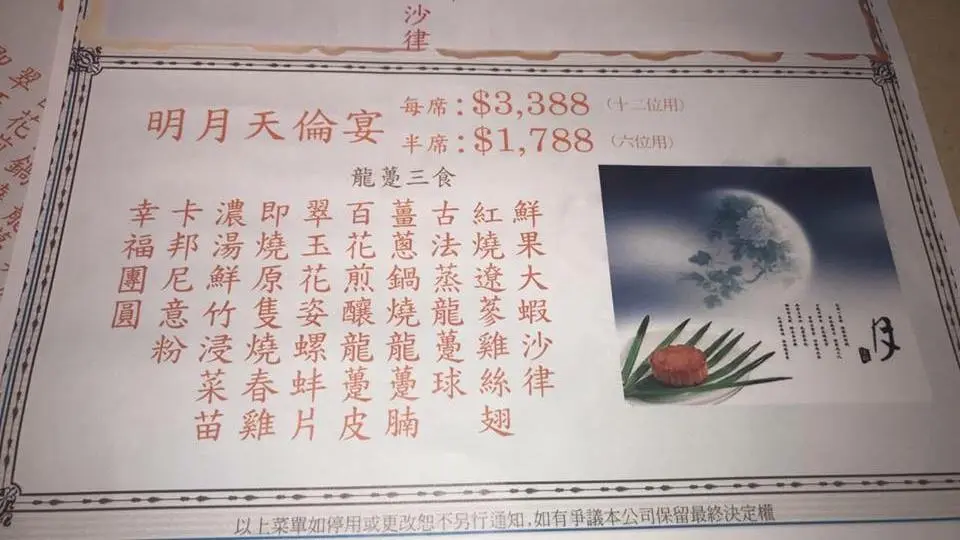 沙律
明月天倫宴
每席：$3,388（十二位用）
半席：$1,788（六位用）
龍躉三食
鮮果大蝦沙律
紅燒遼參雞絲翅
古法蒸龍躉球
薑蔥鍋燒龍躉腩
百花煎釀龍躉皮
翠玉花姿螺蚌片
即燒原隻燒春雞
濃湯鮮竹浸菜苗
卡邦尼意粉
幸福團圓
月
以上菜單如停用或更改恕不另行通知,如有爭議本公司保留最終決定權